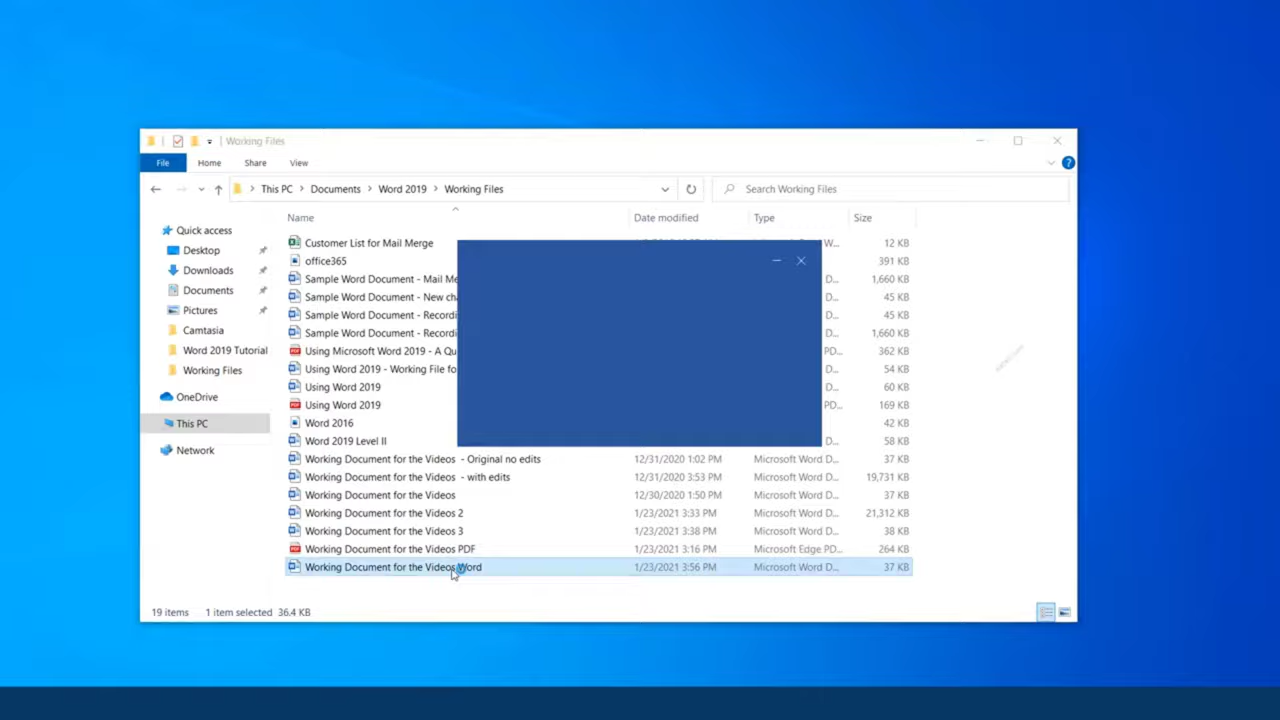 Working Files
File Home Share View
This PC Documents Word 2019 Working Files
Search Working Files
Name Date modified Type Size
Quick access
Desktop
Downloads
Documents
Pictures
Camtasia
Word 2019 Tutorial
Working Files
OneDrive
This PC
Network
Customer List for Mail Merge W... 12 KB
office365 391 KB
Sample Word Document - Mail Me D... 1,660 KB
Sample Word Document - New ch D... 45 KB
Sample Word Document - Recordi D... 45 KB
Sample Word Document - Recordi D... 1,660 KB
Using Microsoft Word 2019 - A Qu PD... 362 KB
Using Word 2019 - Working File fo D... 54 KB
Using Word 2019 D... 60 KB
Using Word 2019 PD... 169 KB
Word 2016 42 KB
Word 2019 Level II D... 58 KB
Working Document for the Videos - Original no edits 12/31/2020 1:02 PM Microsoft Word D... 37 KB
Working Document for the Videos - with edits 12/31/2020 3:53 PM Microsoft Word D... 19,731 KB
Working Document for the Videos 12/30/2020 1:50 PM Microsoft Word D... 37 KB
Working Document for the Videos 2 1/23/2021 3:33 PM Microsoft Word D... 21,312 KB
Working Document for the Videos 3 1/23/2021 3:38 PM Microsoft Word D... 38 KB
Working Document for the Videos PDF 1/23/2021 3:16 PM Microsoft Edge PD... 264 KB
Working Document for the Videos Word 1/23/2021 3:56 PM Microsoft Word D... 37 KB
19 items 1 item selected 36.4 KB